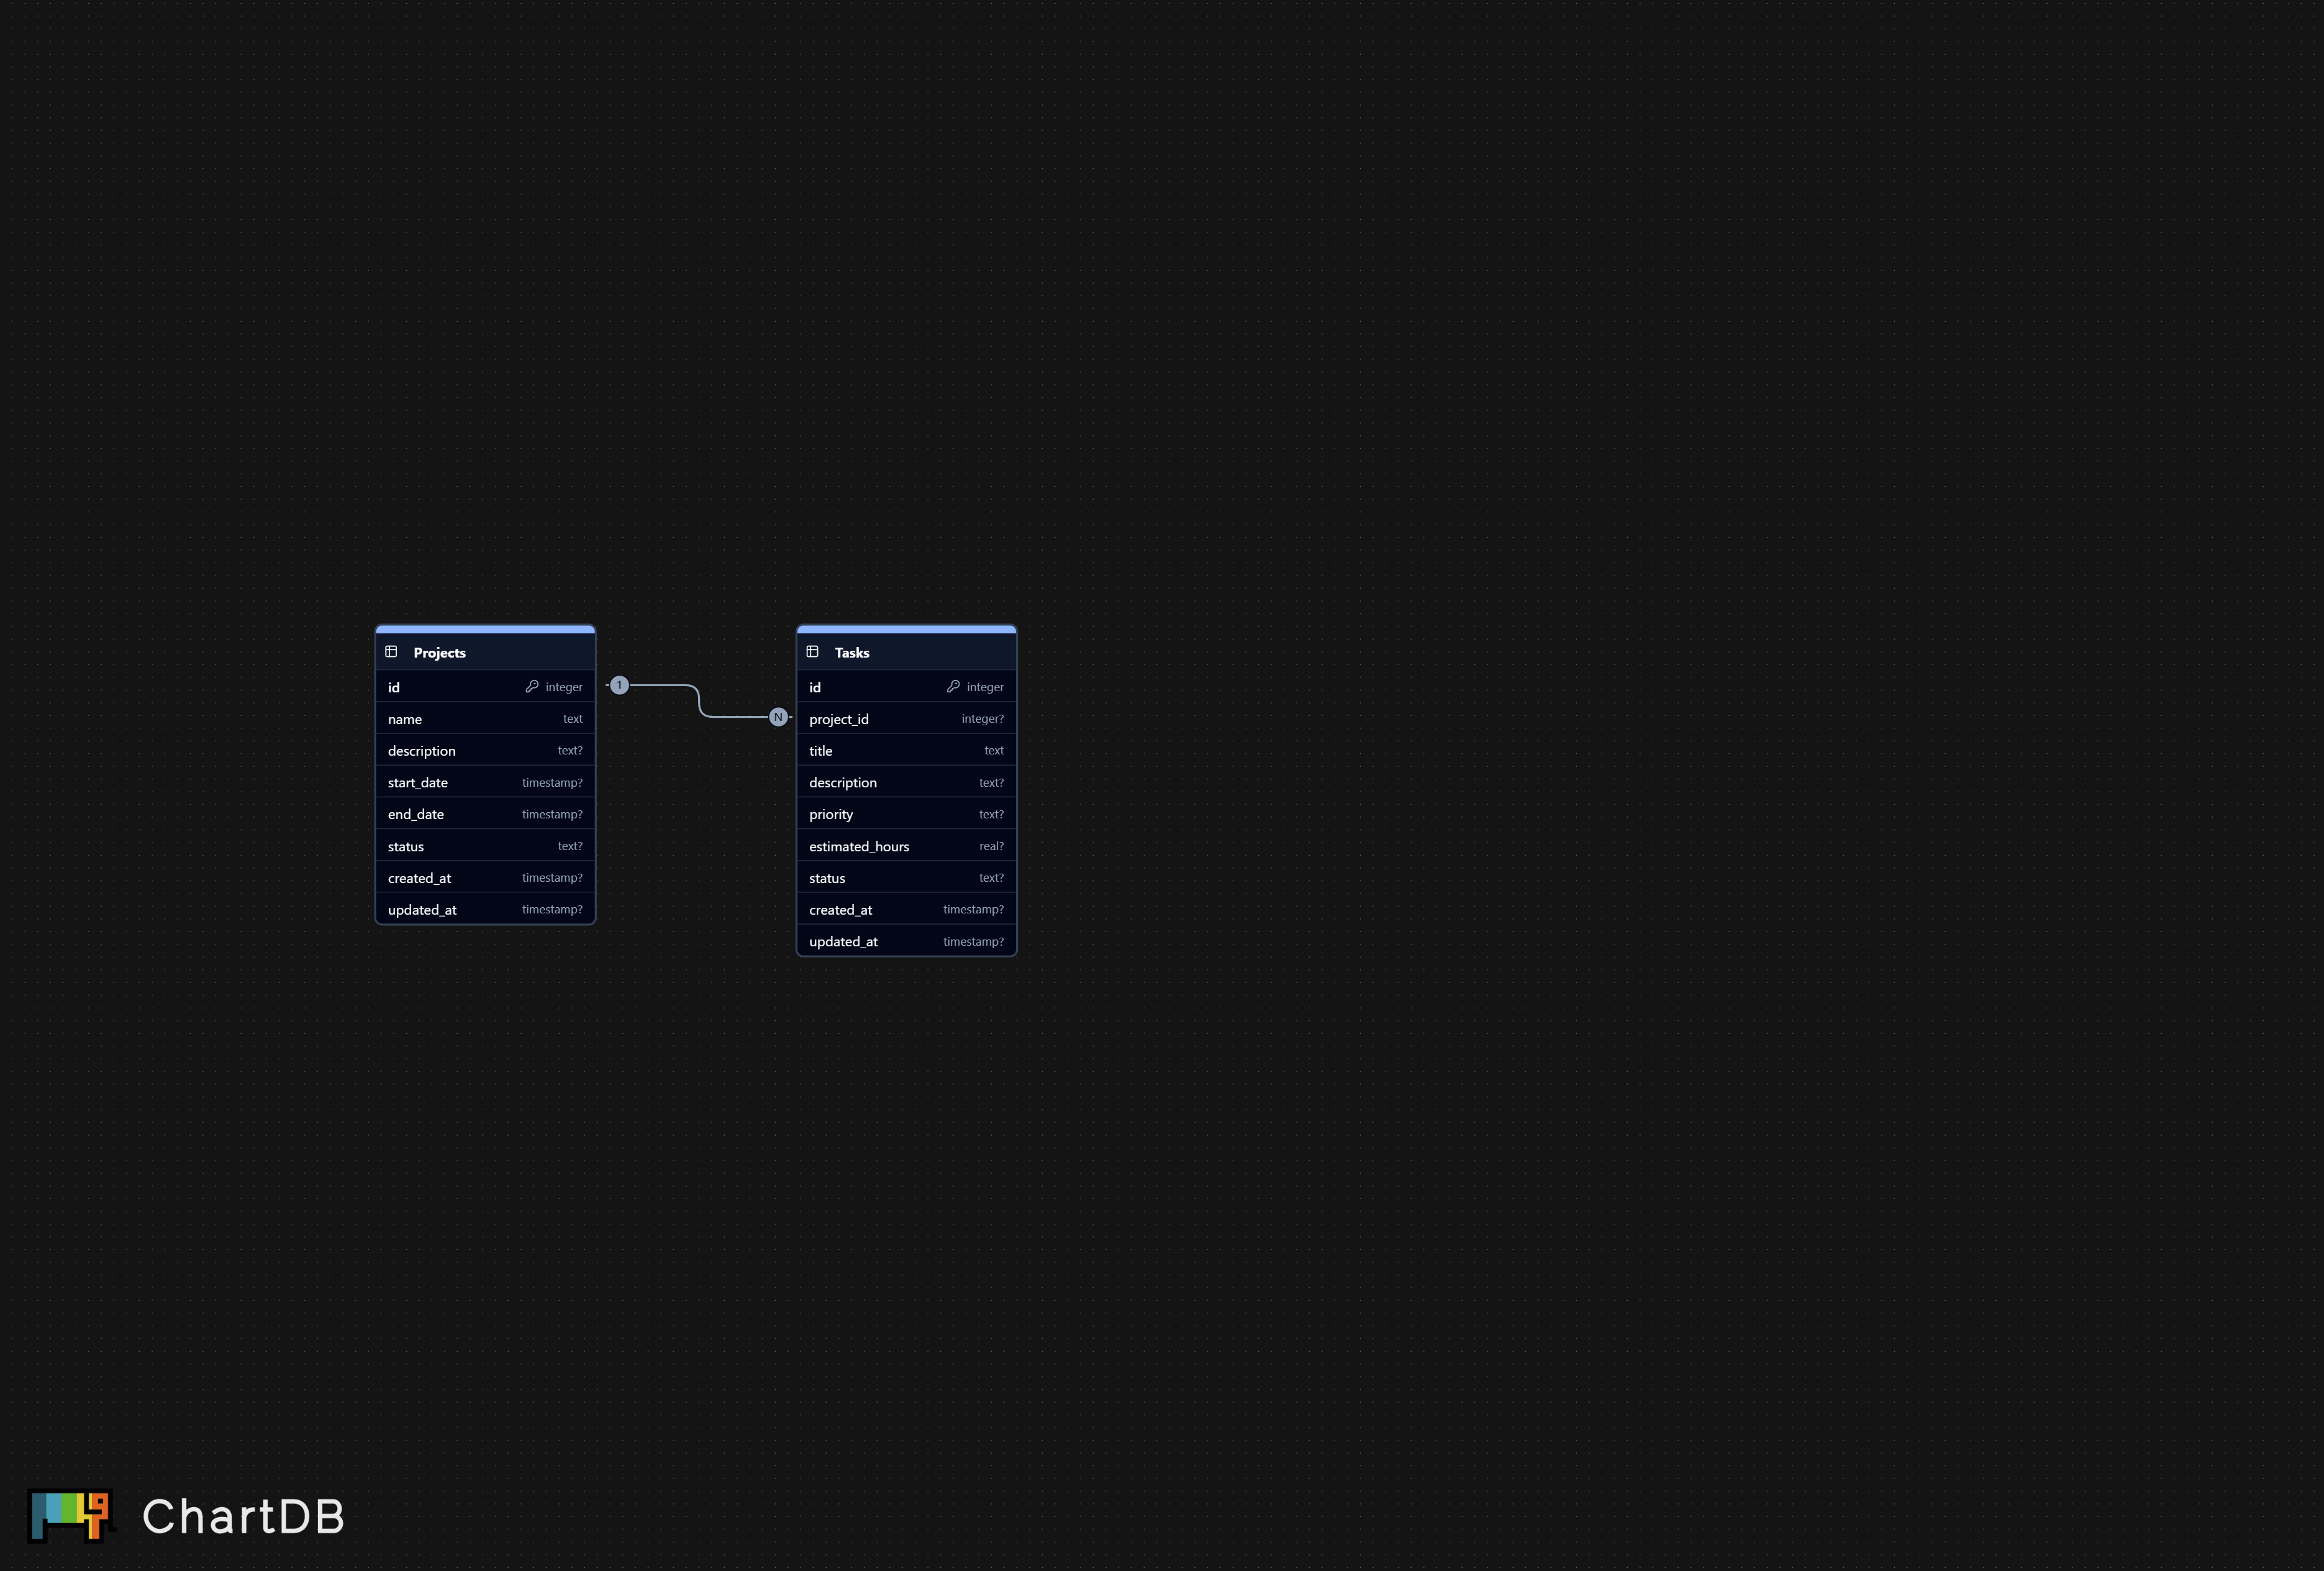 Projects
id integer
name text
description text?
start_date timestamp?
end_date timestamp?
status text?
created_at timestamp?
updated_at timestamp?
1
N
Tasks
id integer
project_id integer?
title text
description text?
priority text?
estimated_hours real?
status text?
created_at timestamp?
updated_at timestamp?
ChartDB